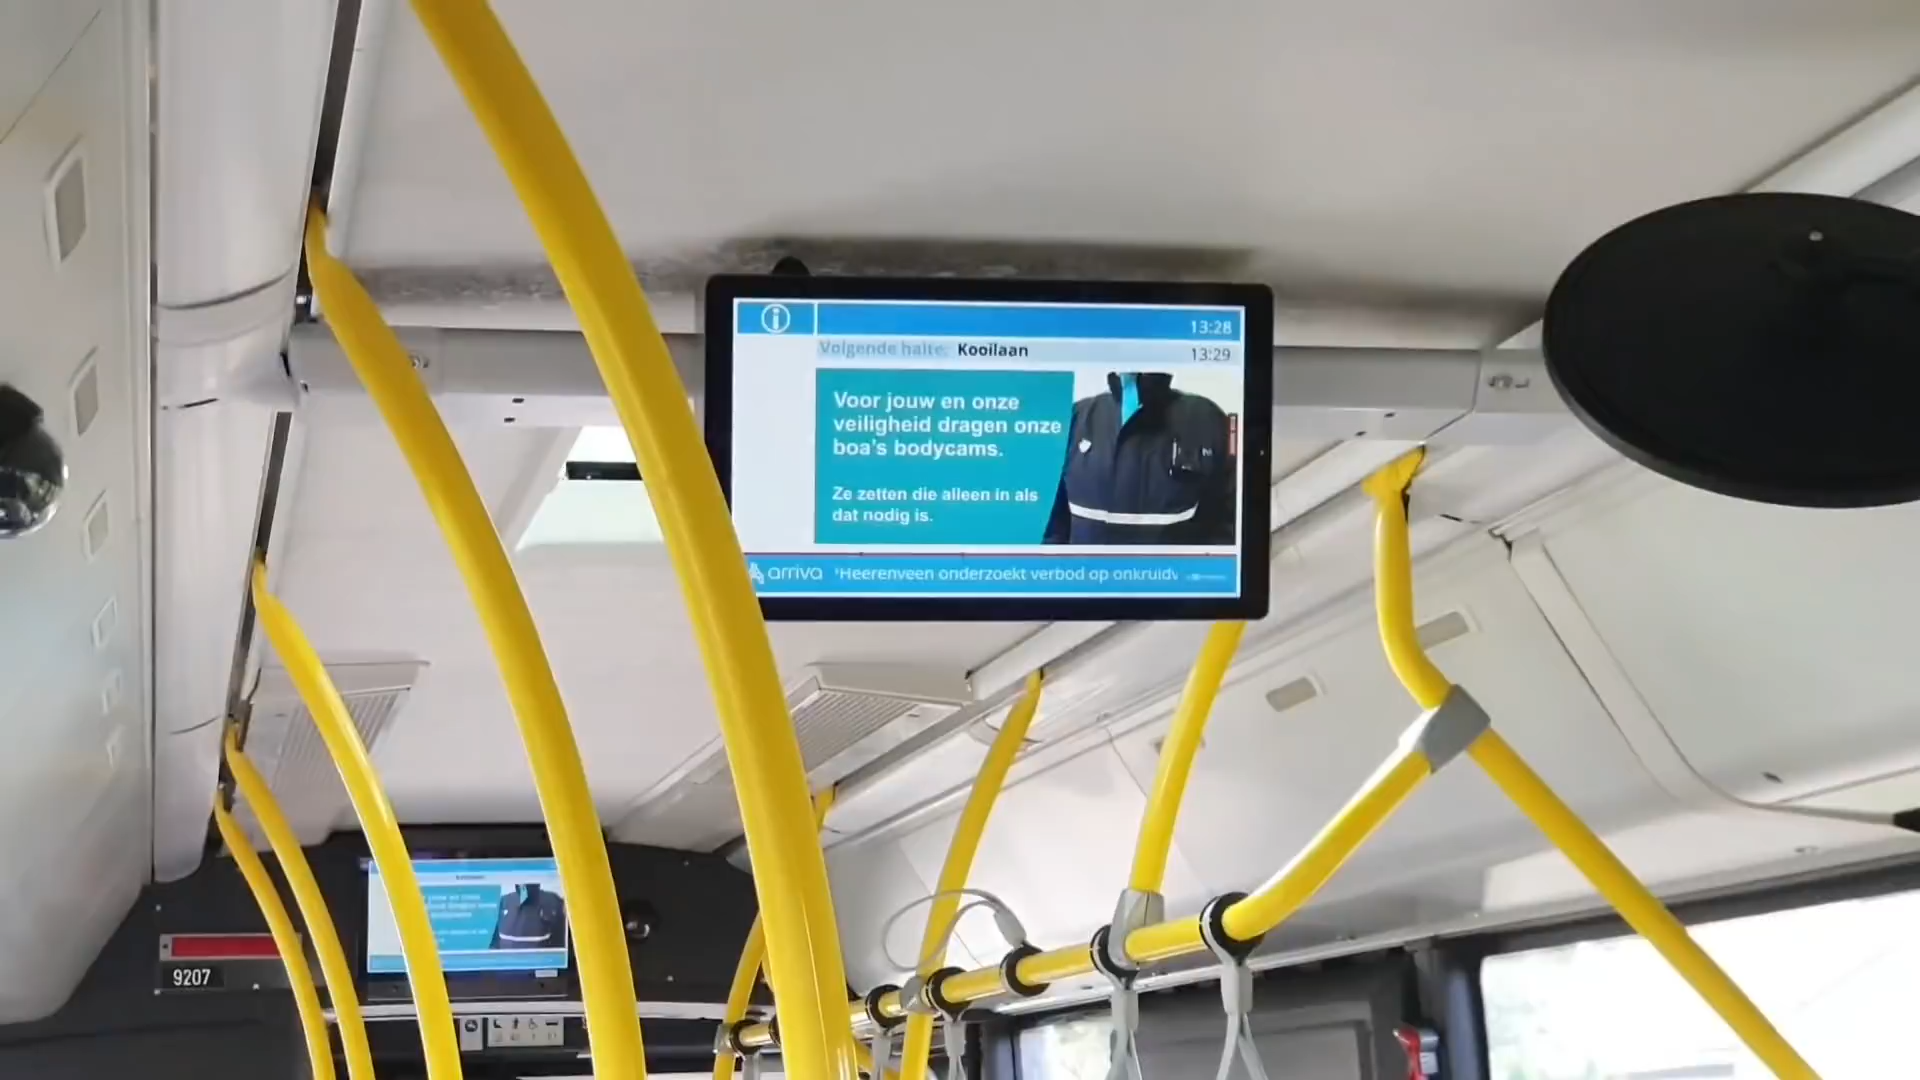 13:28
Volgende halte: Kooilaan
13:29
Voor jouw en onze
veiligheid dragen onze
boa's bodycams.
Ze zetten die alleen in als
dat nodig is.
arriva
*Heerenveen onderzoekt verbod op onkruidv
9207